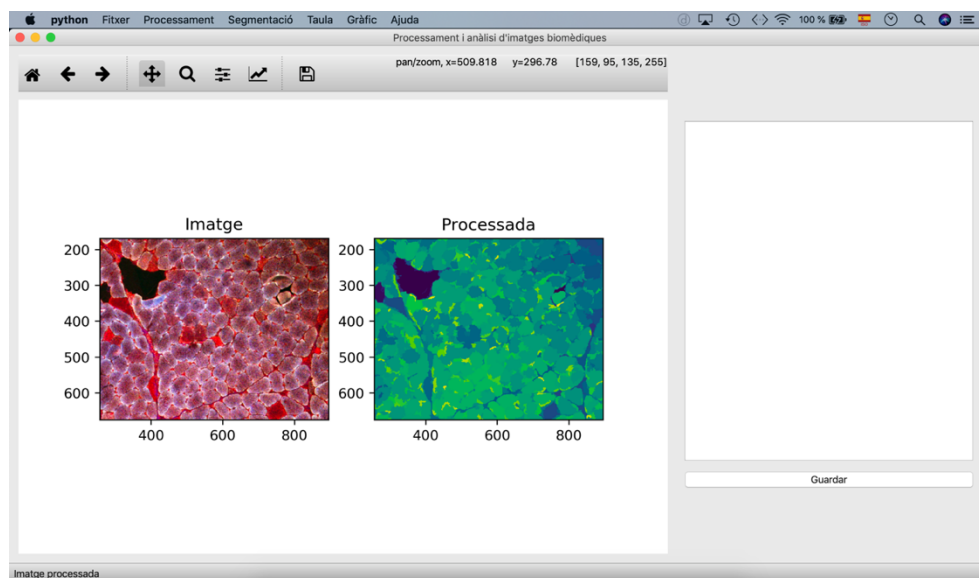 python Fitxer Processament Segmentació Taula Gràfic Ajuda 100 %
Processament i anàlisi d'imatges biomèdiques
pan/zoom, x=509.818 y=296.78 [159, 95, 135, 255]
Imatge Processada
200 200
300 300
400 400
500 500
600 600
400 600 800 400 600 800
Guardar
Imatge processada